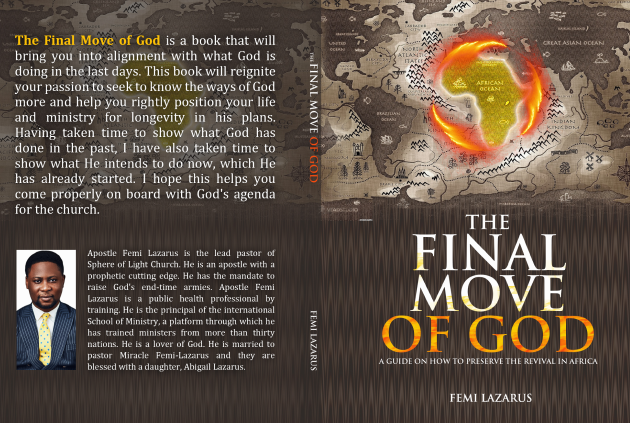 The Final Move of God is a book that will
bring you into alignment with what God is
doing in the last days. This book will reignite
your passion to seek to know the ways of God
more and help you rightly position your life
and ministry for longevity in his plans.
Having taken time to show what God has
done in the past, I have also taken time to
show what He intends to do now, which He
has already started. I hope this helps you
come properly on board with God's agenda
for the church.
Apostle Femi Lazarus is the lead pastor of
Sphere of Light Church. He is an apostle with a
prophetic cutting edge. He has the mandate to
raise God's end-time armies. Apostle Femi
Lazarus is a public health professional by
training. He is the principal of the international
School of Ministry, a platform through which he
has trained ministers from more than thirty
nations. He is a lover of God. He is married to
pastor Miracle Femi-Lazarus and they are
blessed with a daughter, Abigail Lazarus.
THE FINAL MOVE OF GOD
FEMI LAZARUS
GREAT ASIAN OCEAN
AFRICAN
OCEAN
INDIAN
KINGDOM
THE
FINAL
MOVE
OF GOD
A GUIDE ON HOW TO PRESERVE THE REVIVAL IN AFRICA
FEMI LAZARUS